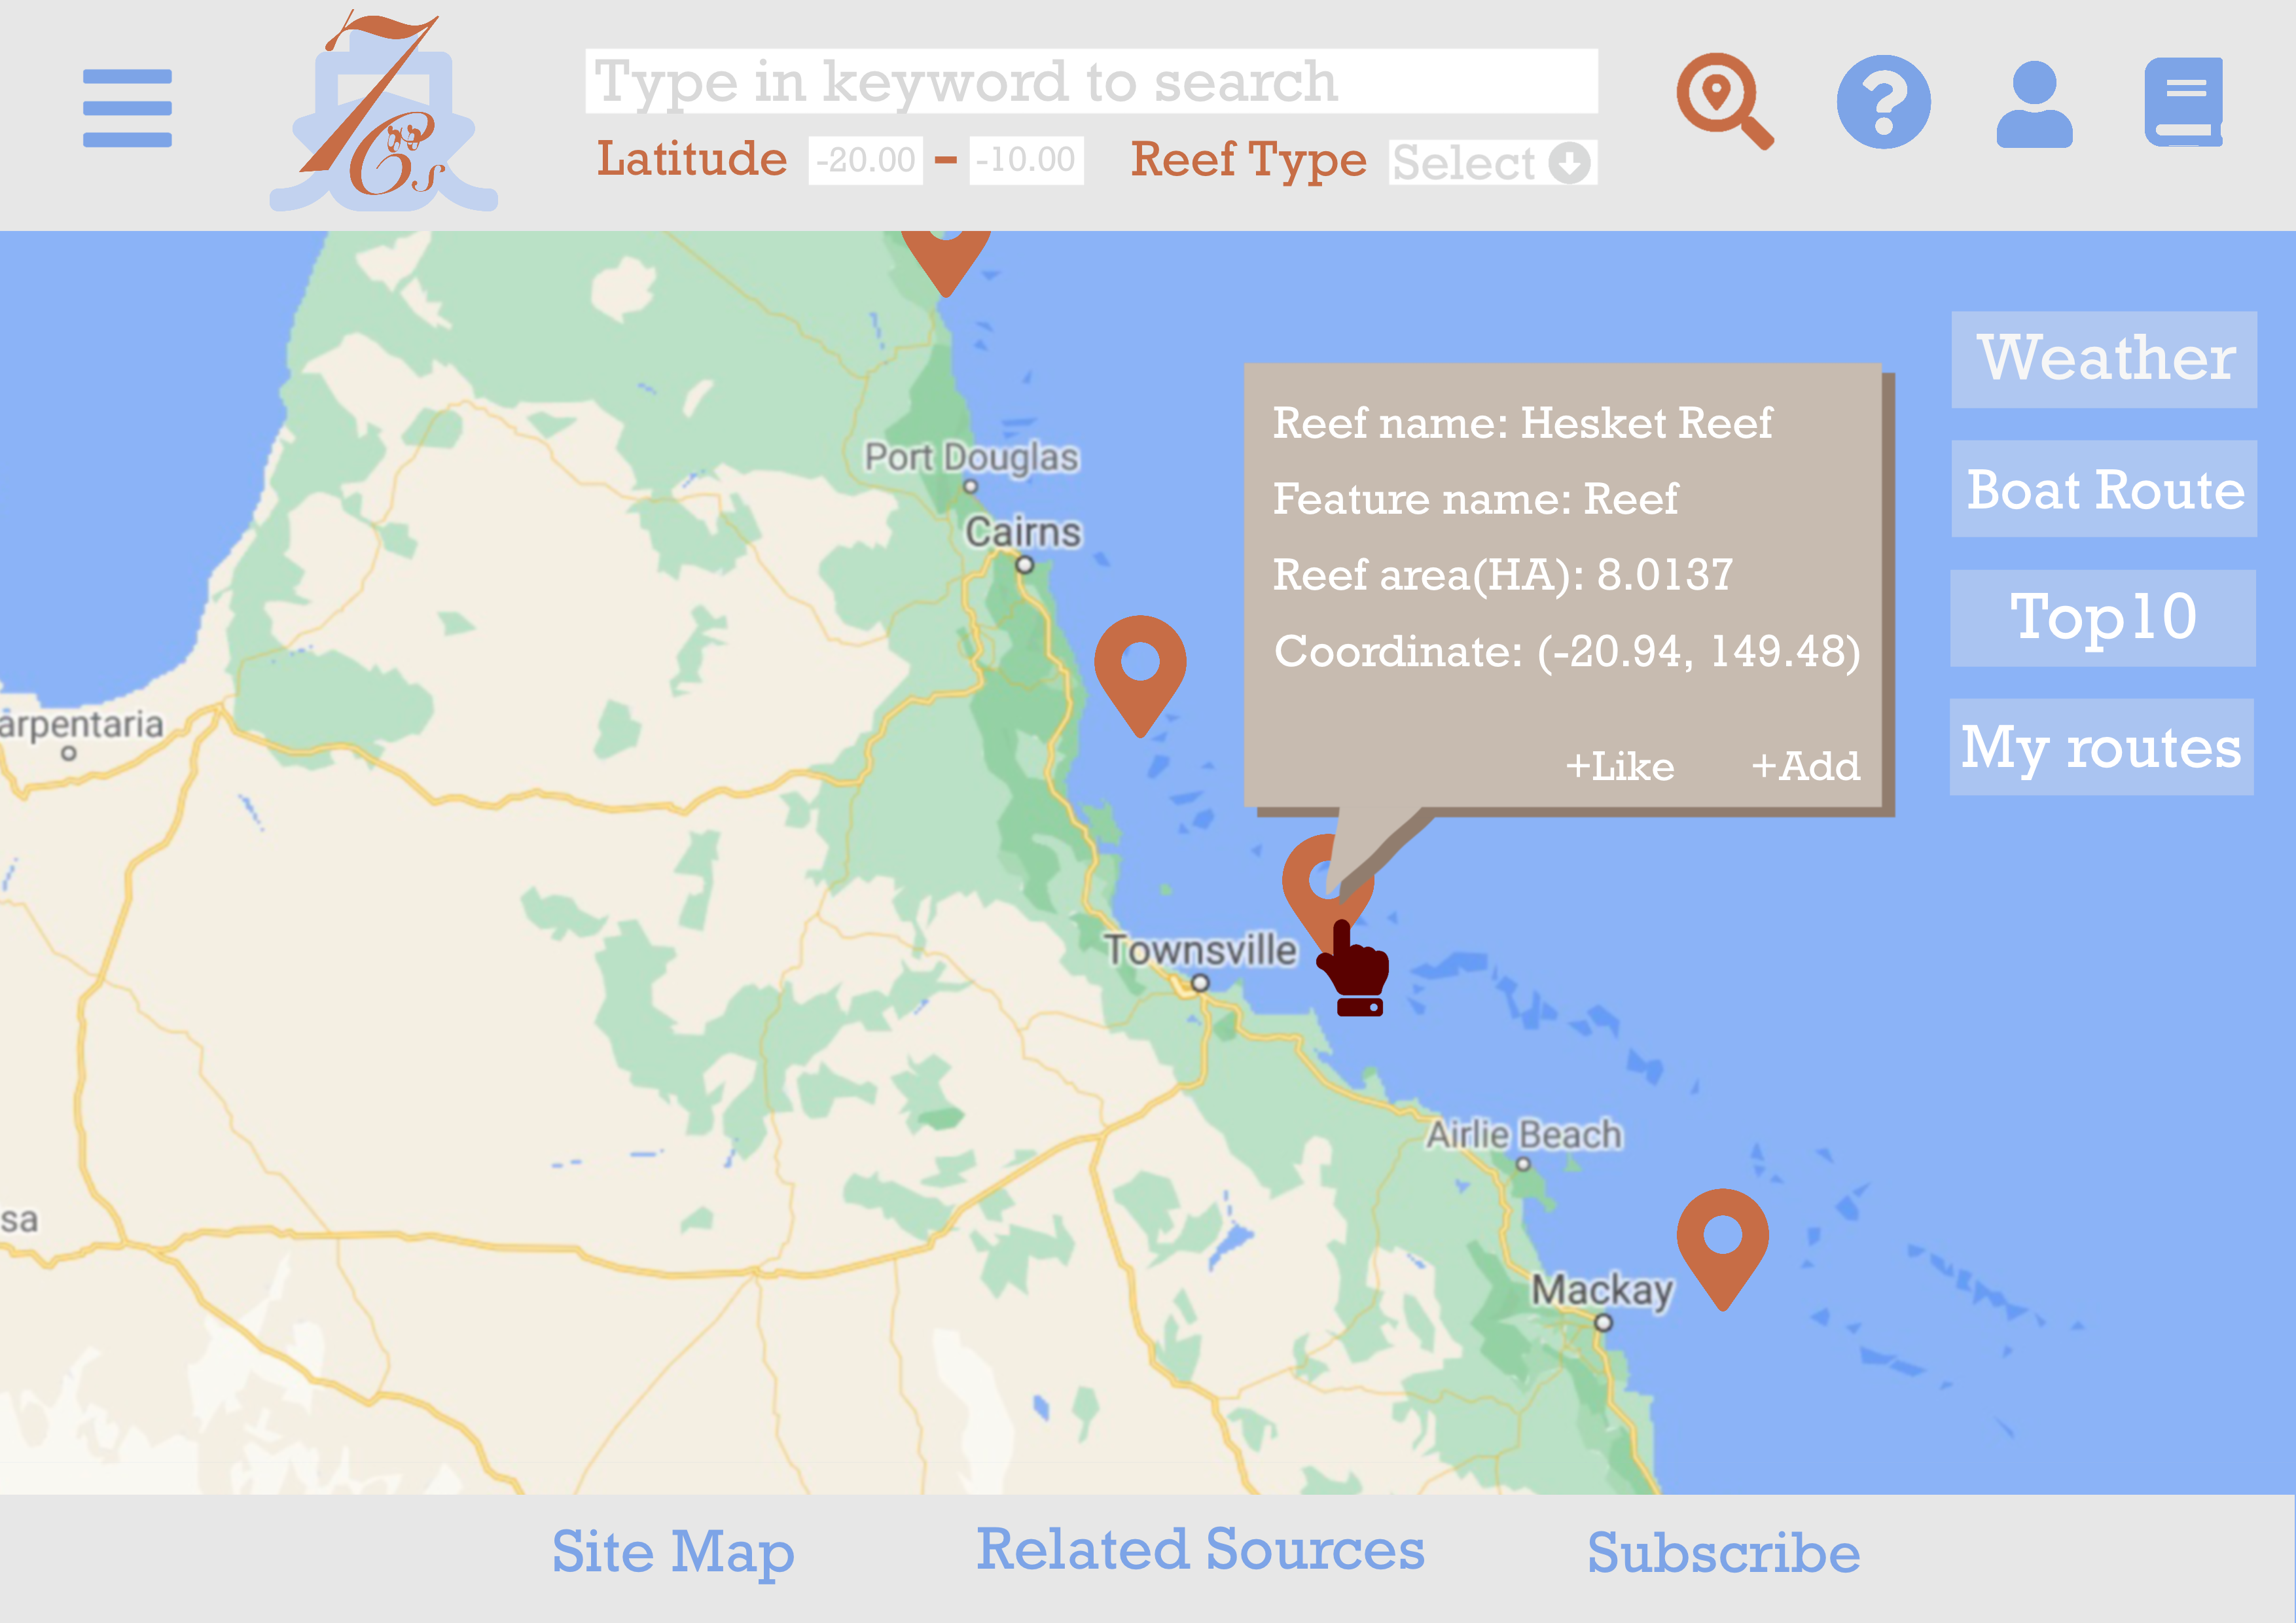 7Cs
Type in keyword to search
Latitude -20.00 - -10.00 Reef Type Select
Weather
Reef name: Hesket Reef
Port Douglas
Boat Route
Feature name: Reef
Cairns
Reef area(HA): 8.0137
Top10
Coordinate: (-20.94, 149.48)
arpentaria
My routes
+Like +Add
Townsville
Airlie Beach
sa
Mackay
Site Map Related Sources Subscribe